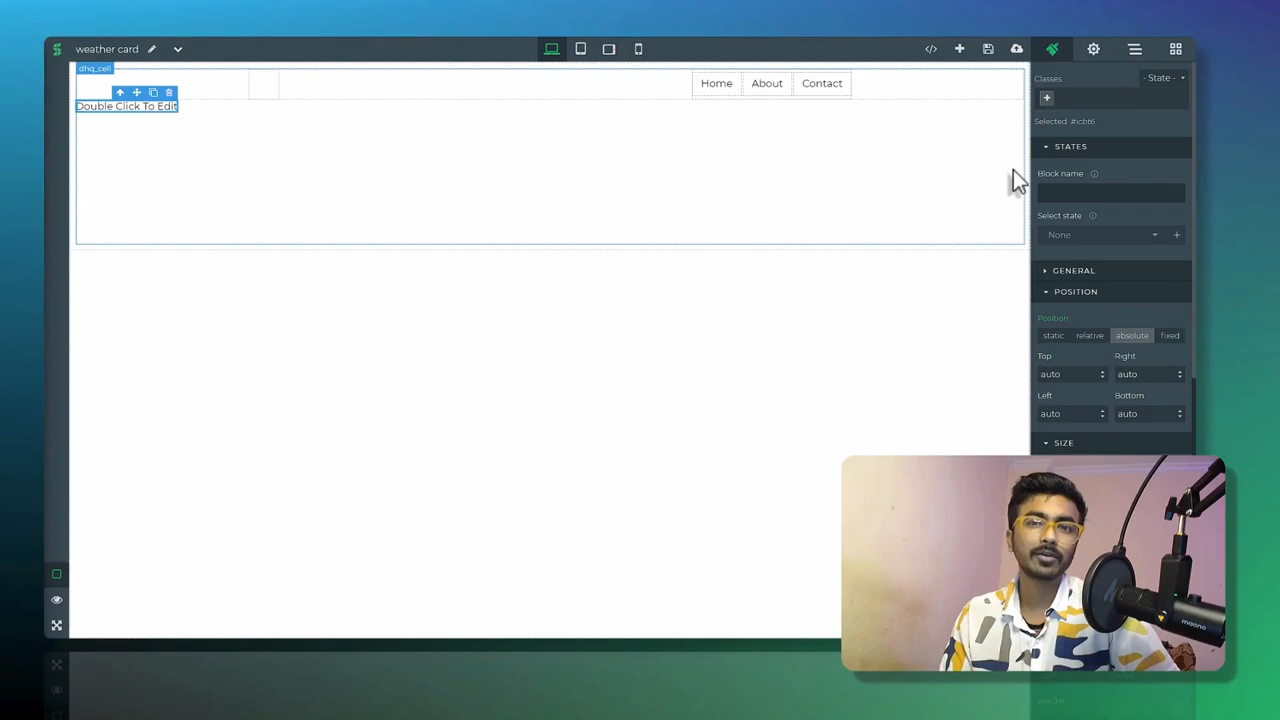 weather card
dhq_cell
Home
About
Contact
Double Click To Edit
Classes
- State -
Selected #icbt6
STATES
Block name
Select state
None
GENERAL
POSITION
Position
static
relative
absolute
fixed
Top
Right
auto
auto
Left
Bottom
auto
auto
SIZE
maono